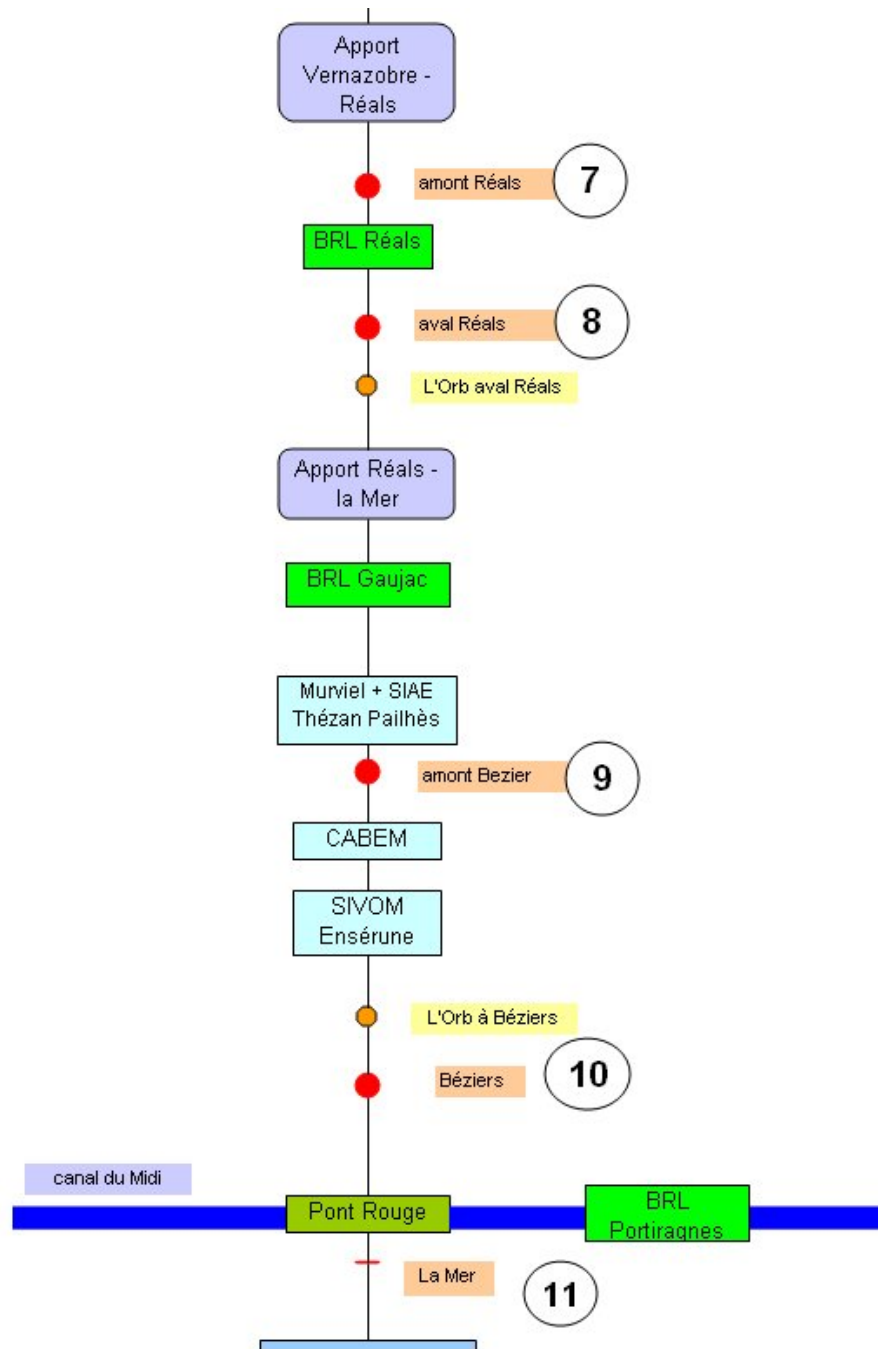 Apport
Vernazobre -
Réals
amont Réals
7
BRL Réals
aval Réals
8
L'Orb aval Réals
Apport Réals -
la Mer
BRL Gaujac
Murviel + SIAE
Thézan Pailhès
amont Bezier
9
CABEM
SIVOM
Ensérune
L'Orb à Béziers
Béziers
10
canal du Midi
Pont Rouge
BRL
Portiragnes
La Mer
11